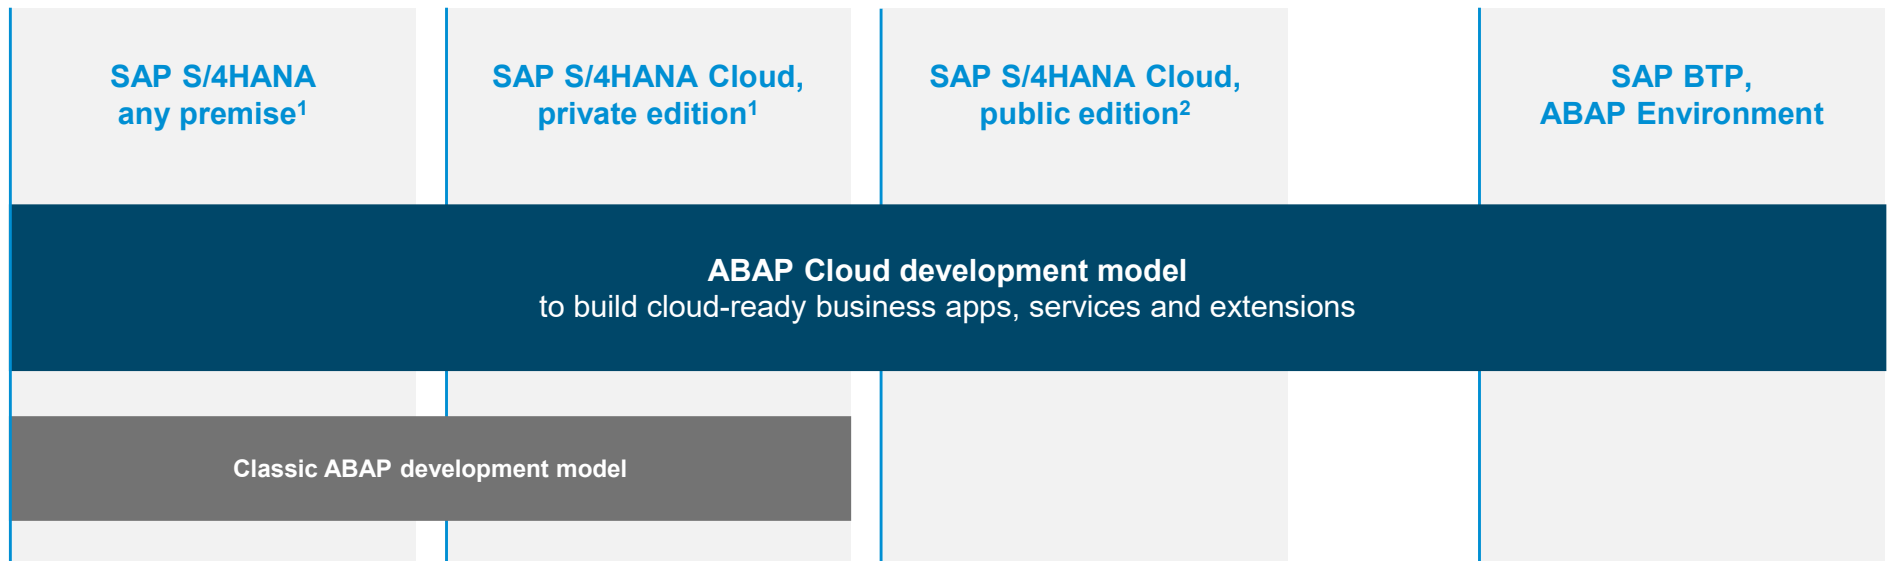 SAP S/4HANA
any premise¹
SAP S/4HANA Cloud,
private edition¹
SAP S/4HANA Cloud,
public edition²
SAP BTP,
ABAP Environment
ABAP Cloud development model
to build cloud-ready business apps, services and extensions
Classic ABAP development model